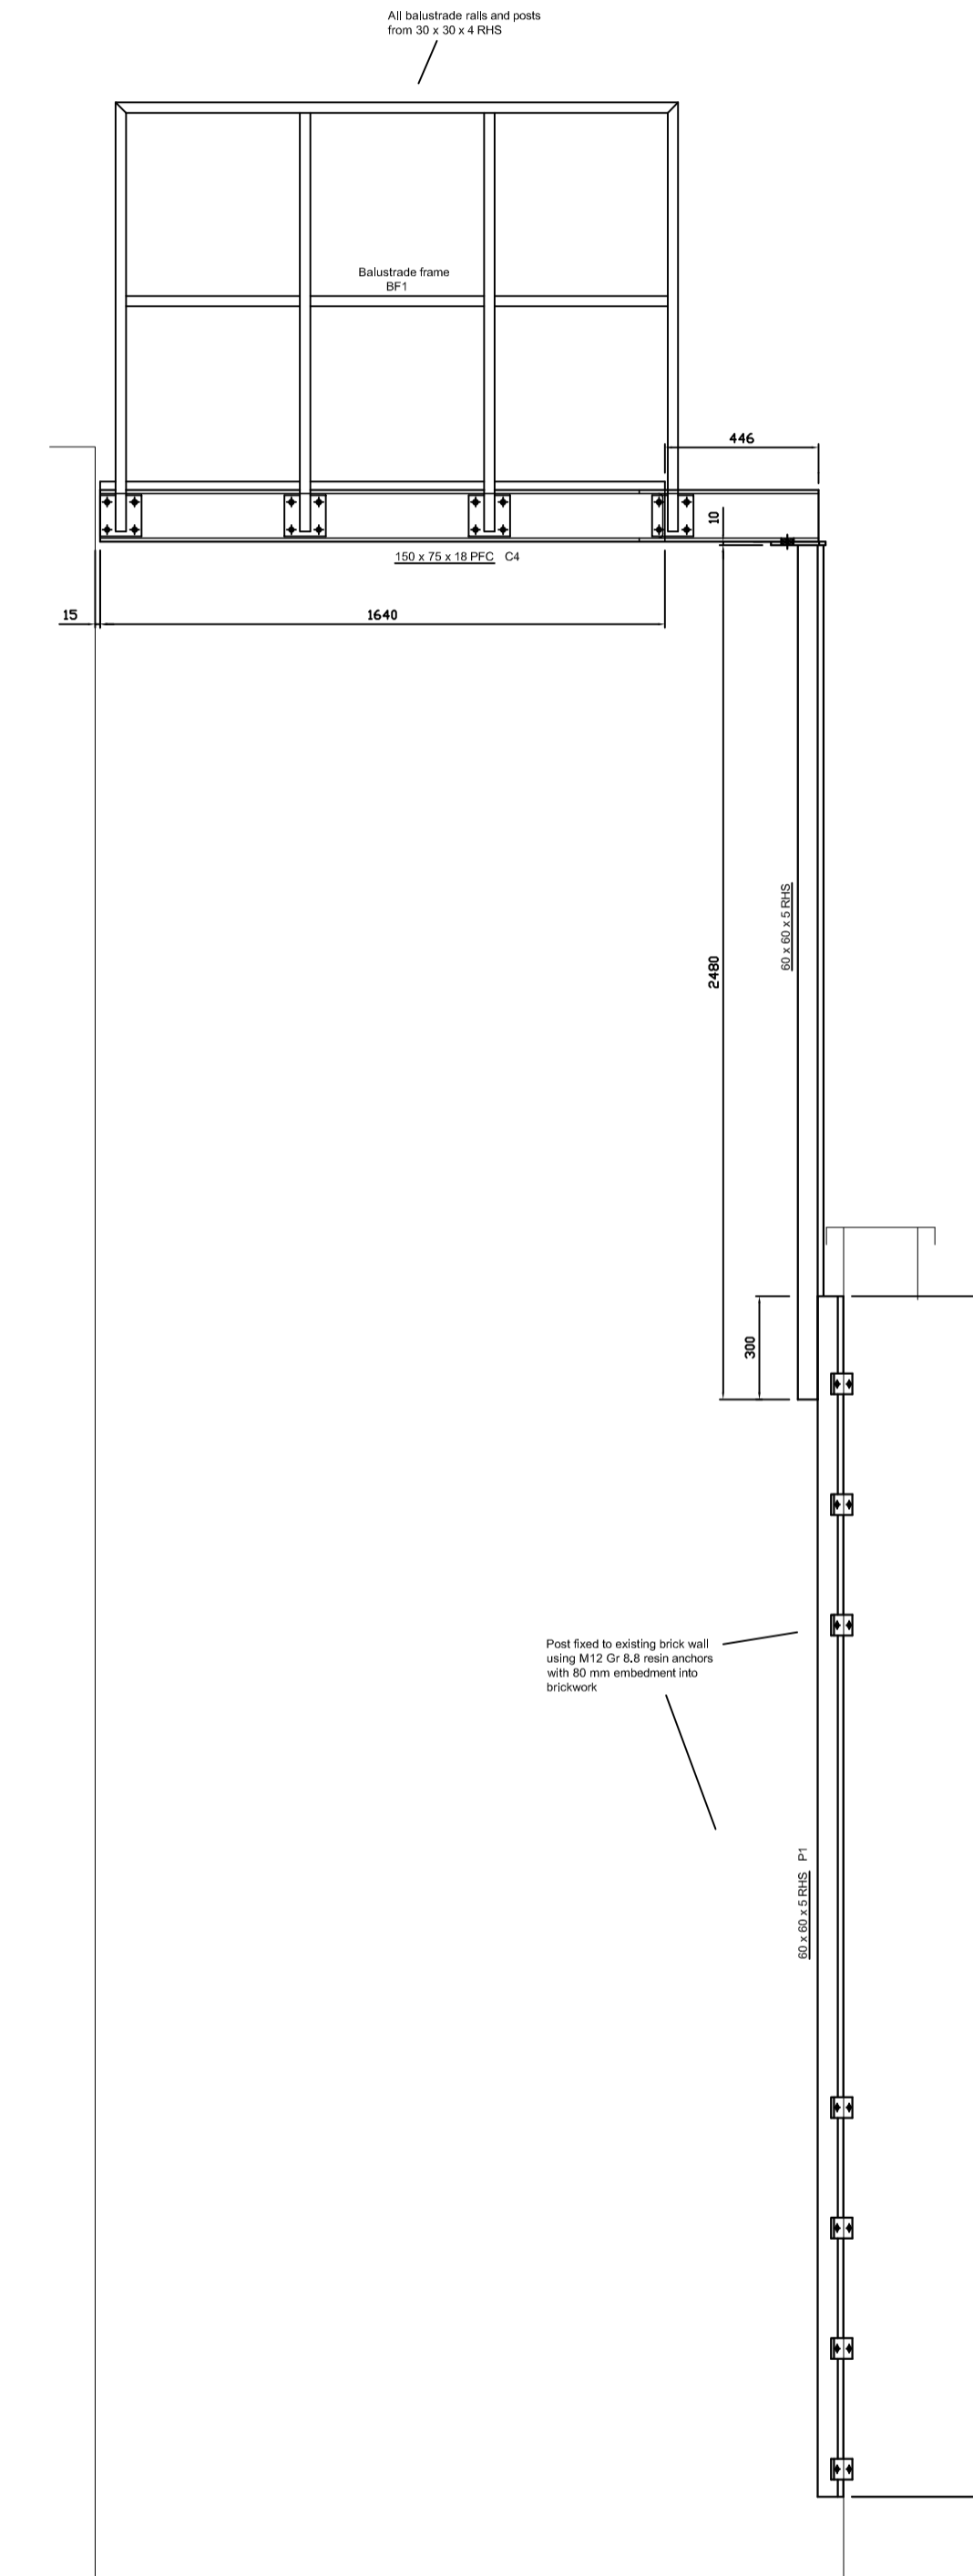 All balustrade rails and posts
from 30 x 30 x 4 RHS
Balustrade frame
BF1
446
10
150 x 75 x 18 PFC C4
15
1640
60 x 60 x 5 RHS
2480
300
Post fixed to existing brick wall
using M12 Gr 8.8 resin anchors
with 80 mm embedment into
brickwork
60 x 60 x 5 RHS P1